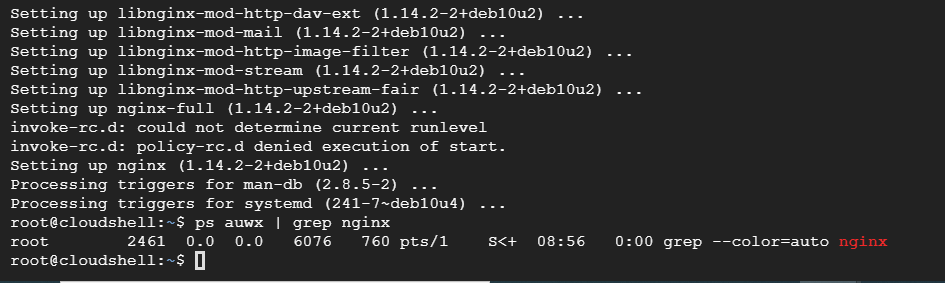 Setting up libnginx-mod-http-dav-ext (1.14.2-2+deb10u2) ...
Setting up libnginx-mod-mail (1.14.2-2+deb10u2) ...
Setting up libnginx-mod-http-image-filter (1.14.2-2+deb10u2) ...
Setting up libnginx-mod-stream (1.14.2-2+deb10u2) ...
Setting up libnginx-mod-http-upstream-fair (1.14.2-2+deb10u2) ...
Setting up nginx-full (1.14.2-2+deb10u2) ...
invoke-rc.d: could not determine current runlevel
invoke-rc.d: policy-rc.d denied execution of start.
Setting up nginx (1.14.2-2+deb10u2) ...
Processing triggers for man-db (2.8.5-2) ...
Processing triggers for systemd (241-7~deb10u4) ...
root@cloudshell:~$ ps auwx | grep nginx
root        2461  0.0  0.0   6076   760 pts/1    S<+  08:56   0:00 grep --color=auto nginx
root@cloudshell:~$